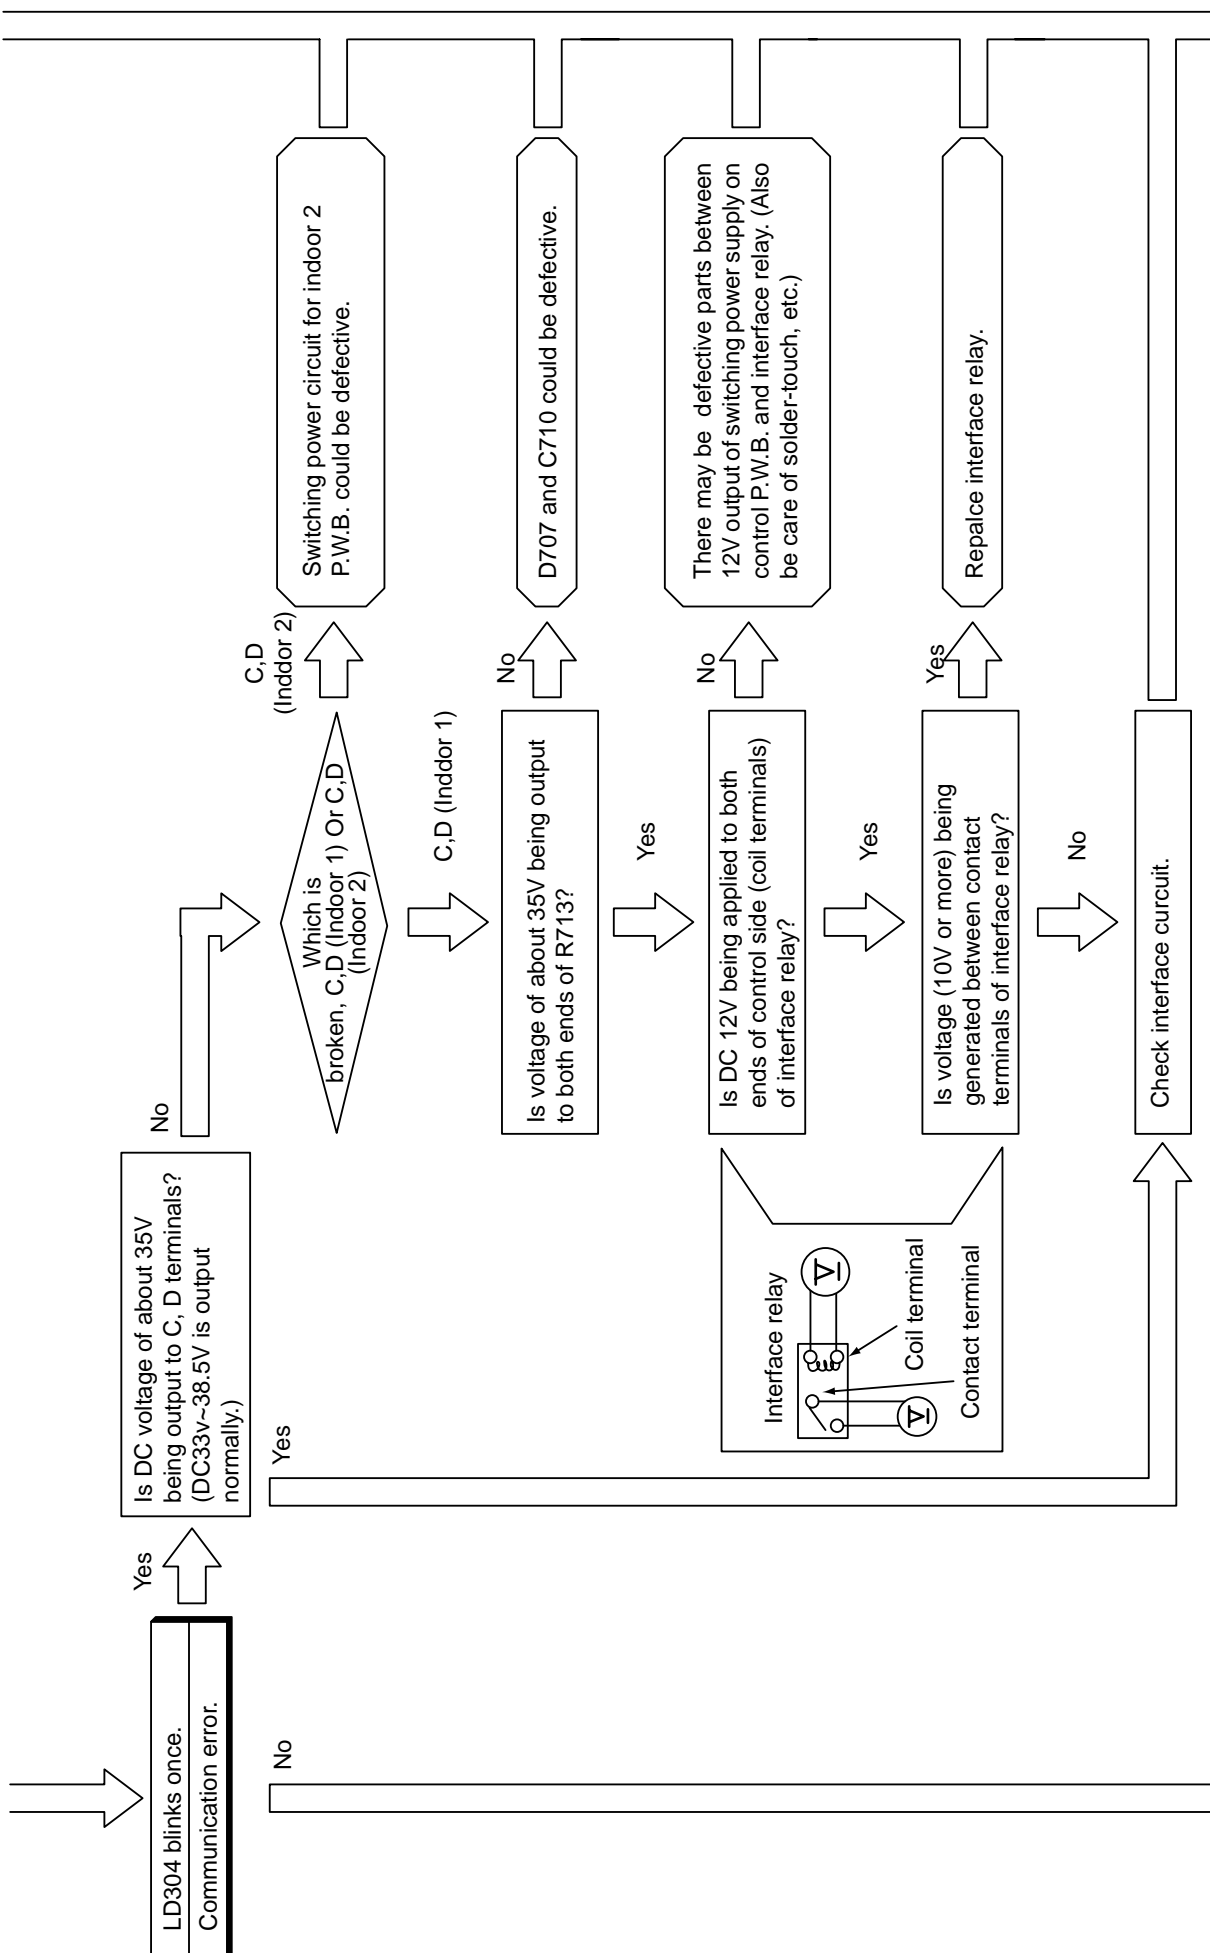 LD304 blinks once.
Communication error.
Yes
No
Is DC voltage of about 35V
being output to C, D terminals?
(DC33v~38.5V is output
normally.)
No
Yes
Which is
broken, C,D (Indoor 1) Or C,D
(Indoor 2)
C,D
(Inddor 2)
Switching power circuit for indoor 2
P.W.B. could be defective.
C,D (Inddor 1)
Is voltage of about 35V being output
to both ends of R713?
No
D707 and C710 could be defective.
Yes
Is DC 12V being applied to both
ends of control side (coil terminals)
of interface relay?
No
There may be  defective parts between
12V output of switching power supply on
control P.W.B. and interface relay. (Also
be care of solder-touch, etc.)
Yes
Interface relay
V
V
Coil terminal
Contact terminal
Is voltage (10V or more) being
generated between contact
terminals of interface relay?
Yes
Repalce interface relay.
No
Check interface curcuit.